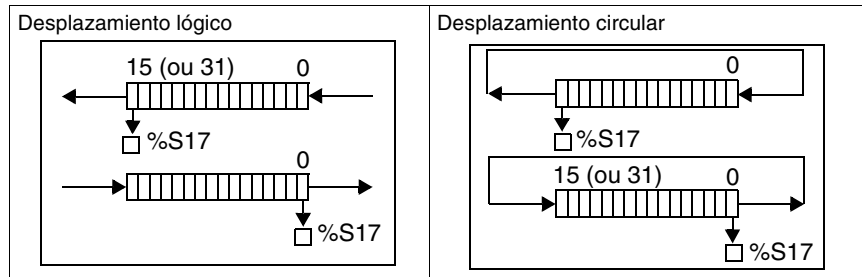 Desplazamiento lógico
15 (ou 31) 0
%S17
0
%S17
Desplazamiento circular
0
%S17
15 (ou 31) 0
%S17